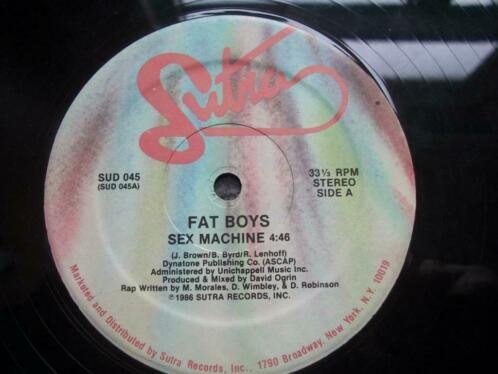 Sutra
SUD 045
(SUD 045A)
33⅓ RPM
STEREO
SIDE A
FAT BOYS
SEX MACHINE 4:46
(J. Brown/B. Byrd/R. Lenhoff)
Dynatone Publishing Co. (ASCAP)
Administered by Unichappell Music Inc.
Produced & Mixed by David Ogrin
Rap Written by M. Morales, D. Wimbley, & D. Robinson
℗1986 SUTRA RECORDS, INC.
Marketed and Distributed by Sutra Records, Inc., 1790 Broadway, New York, N.Y. 10019